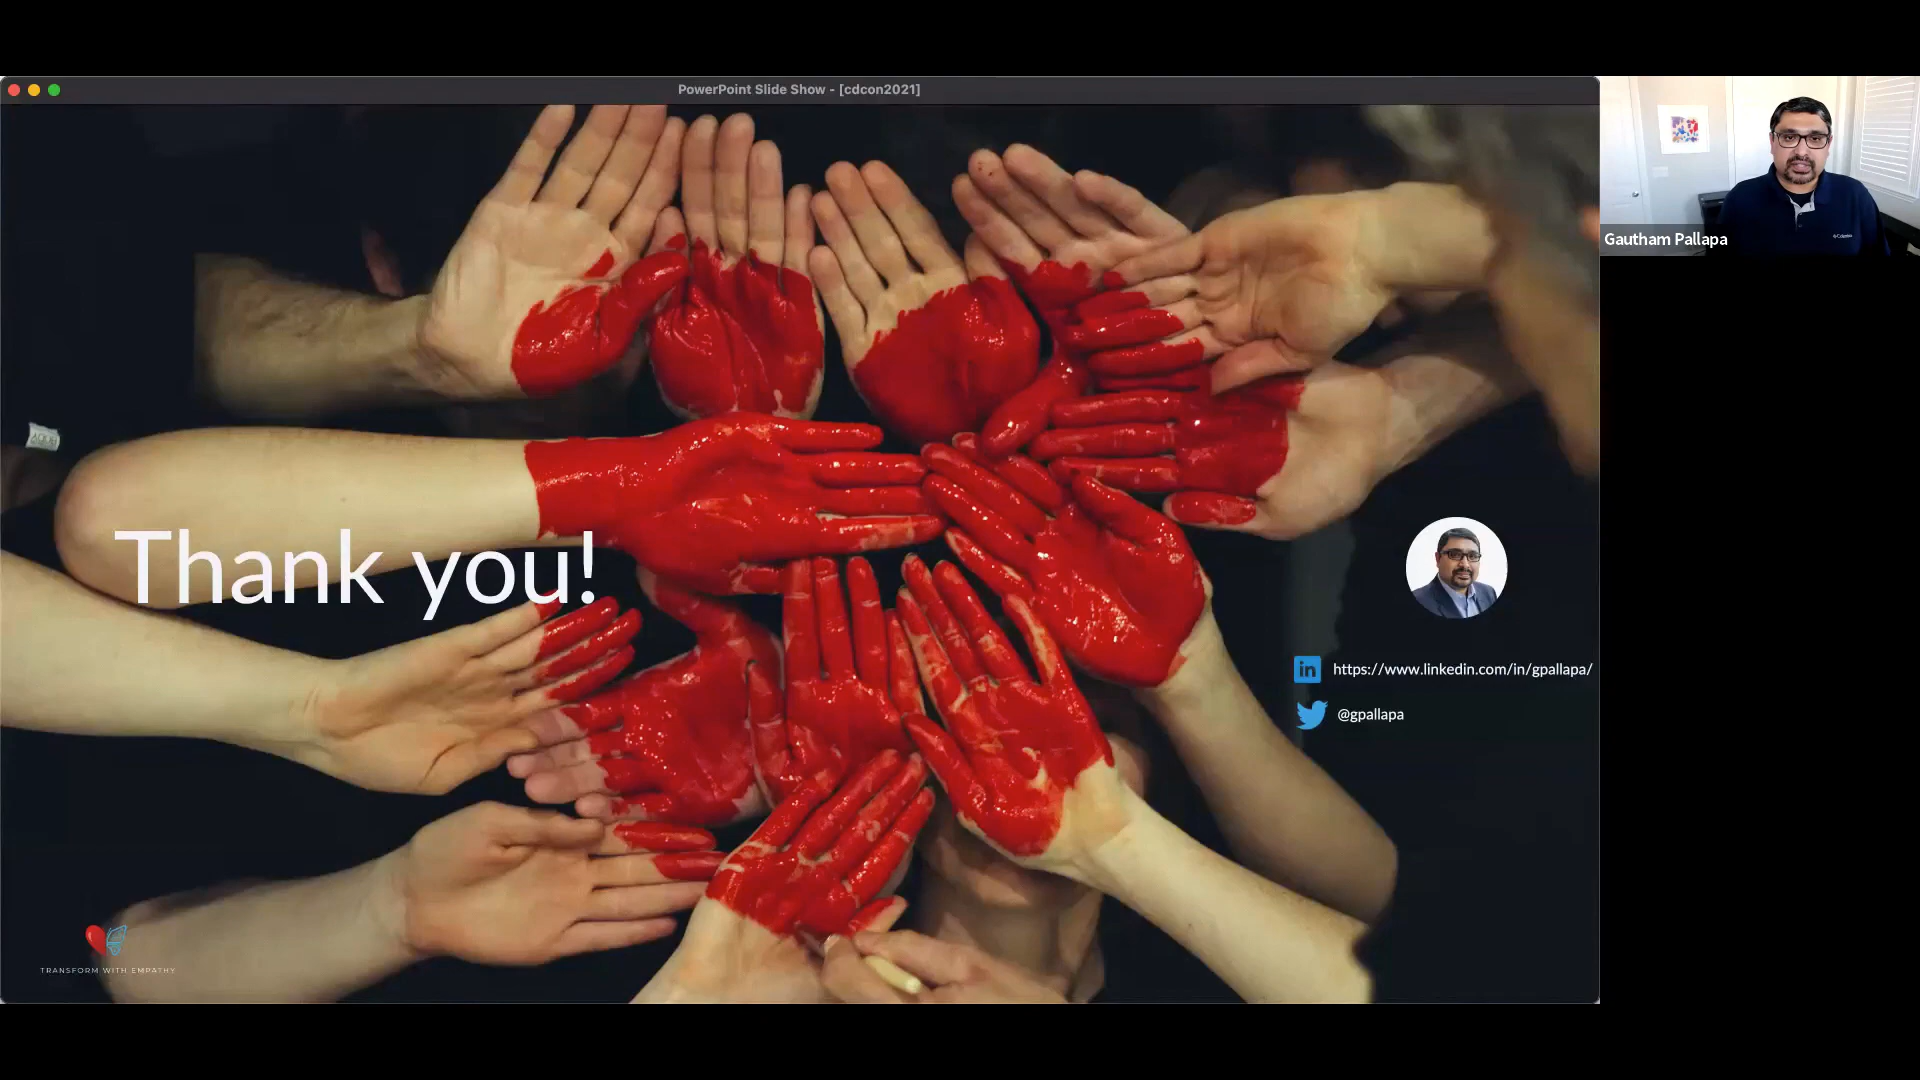 PowerPoint Slide Show - [cdcon2021]
Gautham Pallapa
Thank you!
https://www.linkedin.com/in/gpallapa/
@gpallapa
TRANSFORM WITH EMPATHY